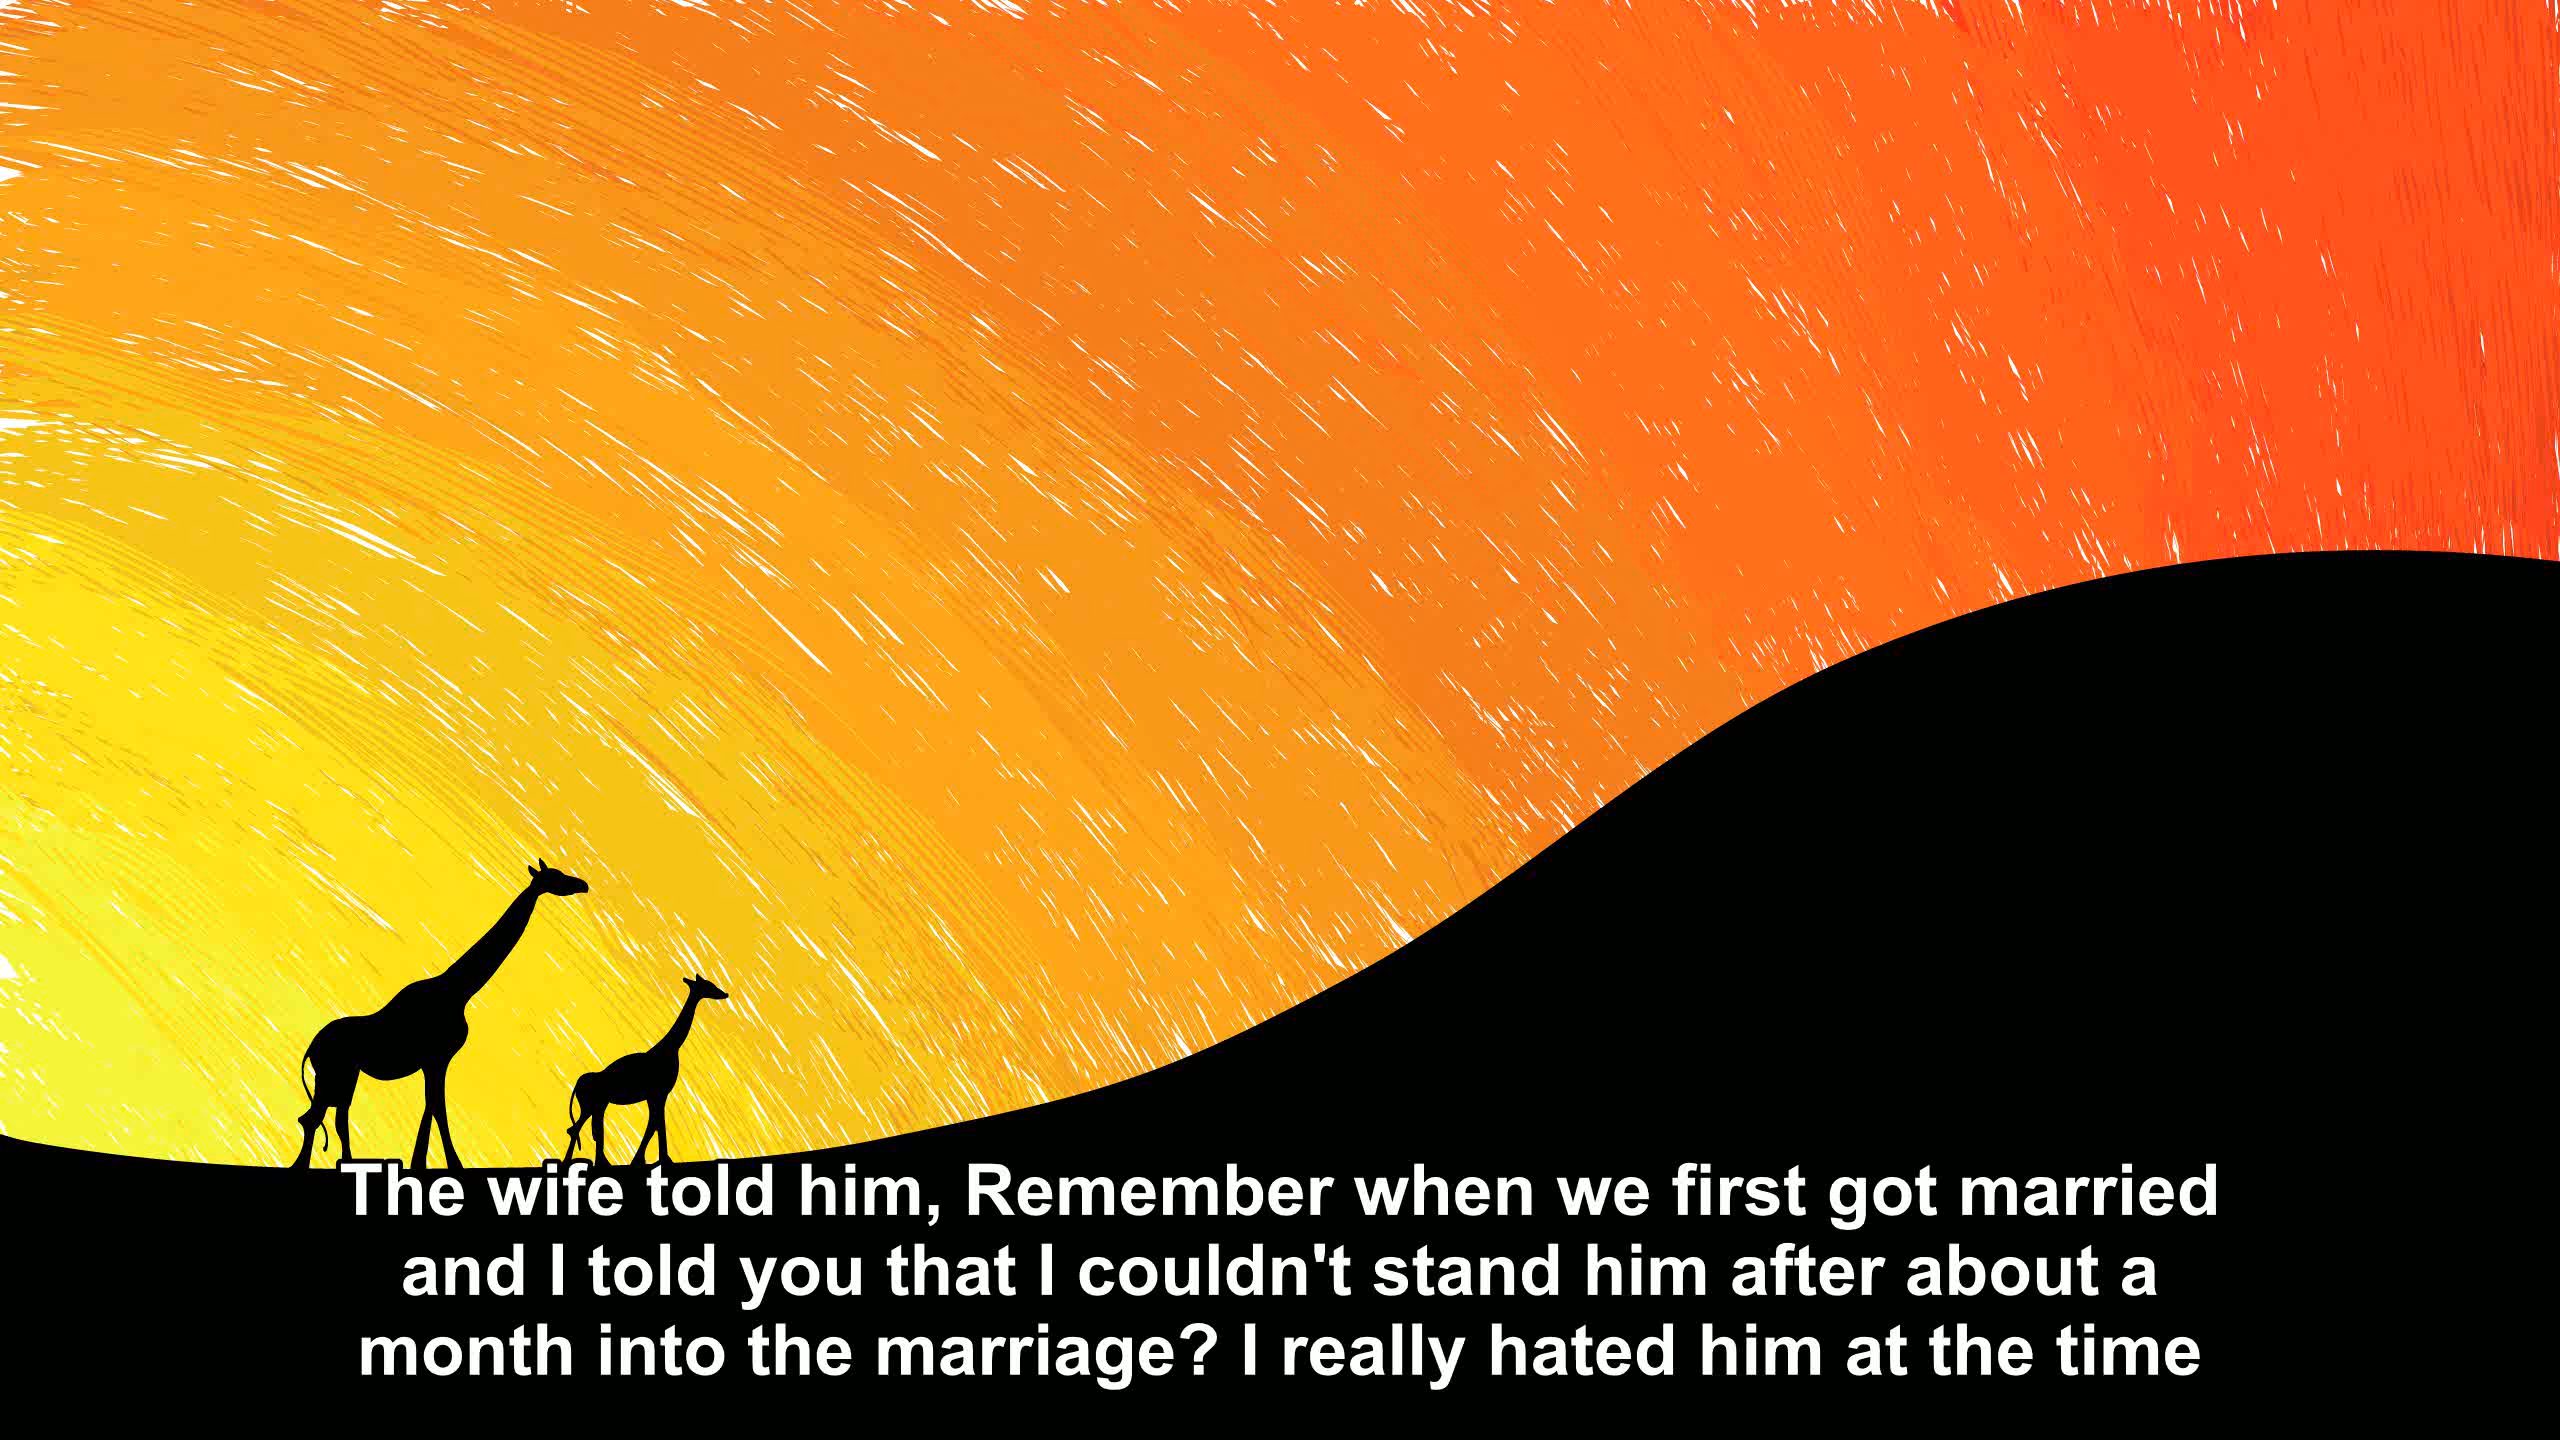 The wife told him, Remember when we first got married
and I told you that I couldn't stand him after about a
month into the marriage? I really hated him at the time